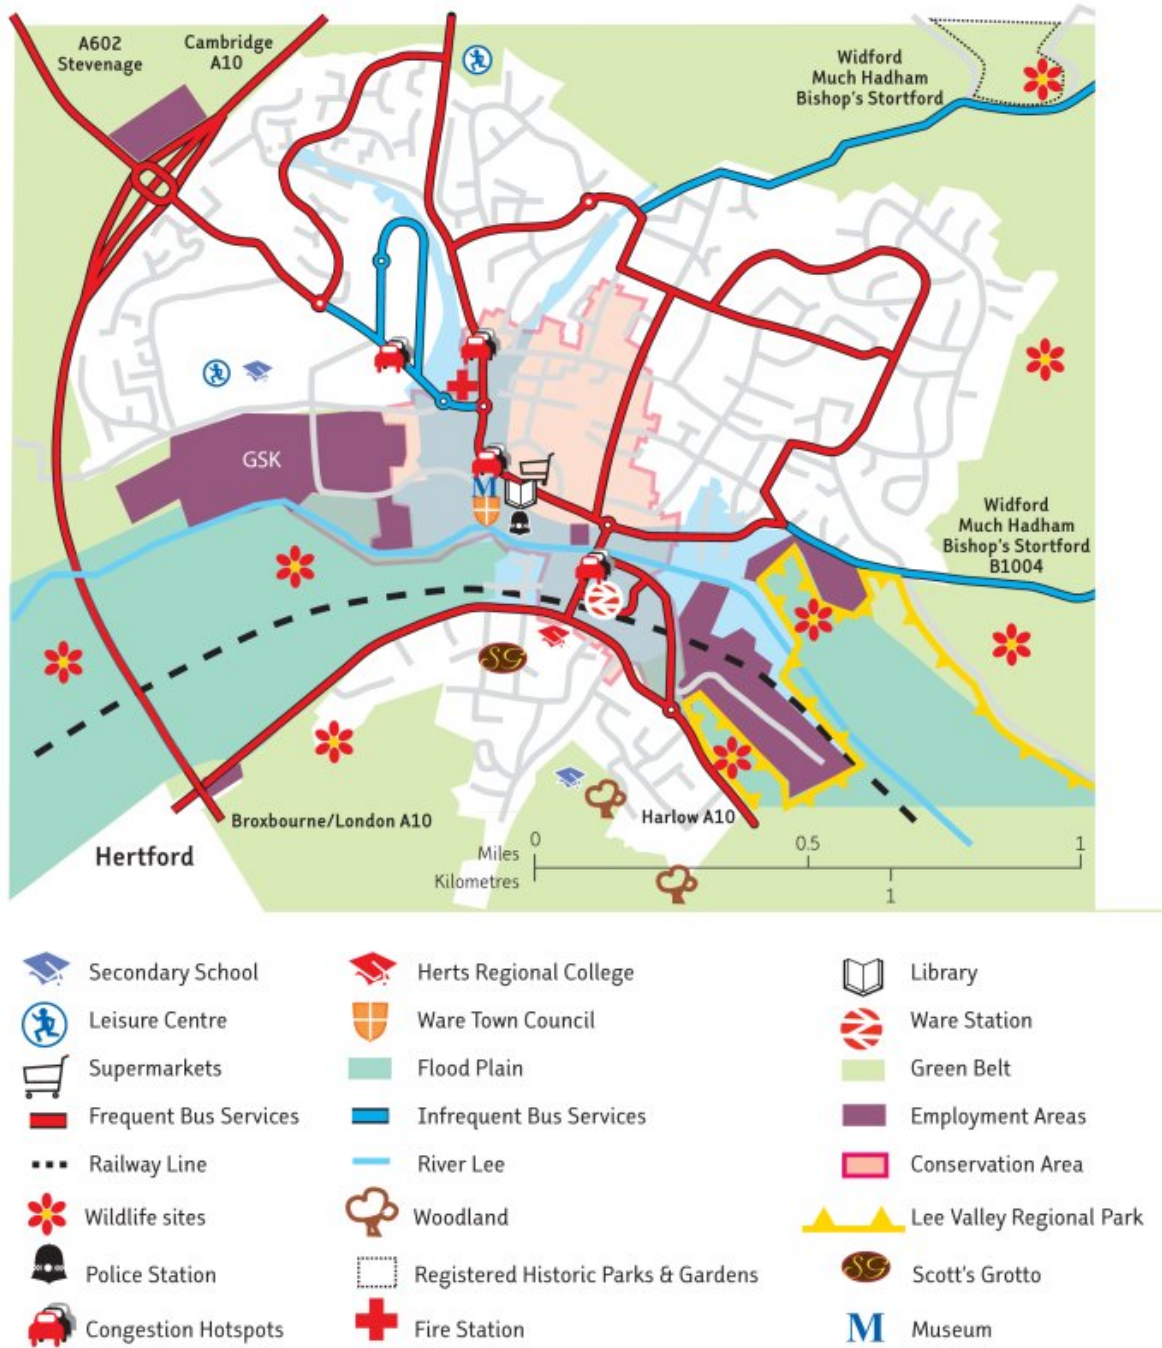 A602
Stevenage
Cambridge
A10
Widford
Much Hadham
Bishop's Stortford
GSK
M
Widford
Much Hadham
Bishop's Stortford
B1004
SG
Broxbourne/London A10
Harlow A10
Hertford
Miles
0
0.5
1
Kilometres
1
Secondary School
Herts Regional College
Library
Leisure Centre
Ware Town Council
Ware Station
Supermarkets
Flood Plain
Green Belt
Frequent Bus Services
Infrequent Bus Services
Employment Areas
Railway Line
River Lee
Conservation Area
Wildlife sites
Woodland
Lee Valley Regional Park
Police Station
Registered Historic Parks & Gardens
SG
Scott's Grotto
Congestion Hotspots
Fire Station
M
Museum